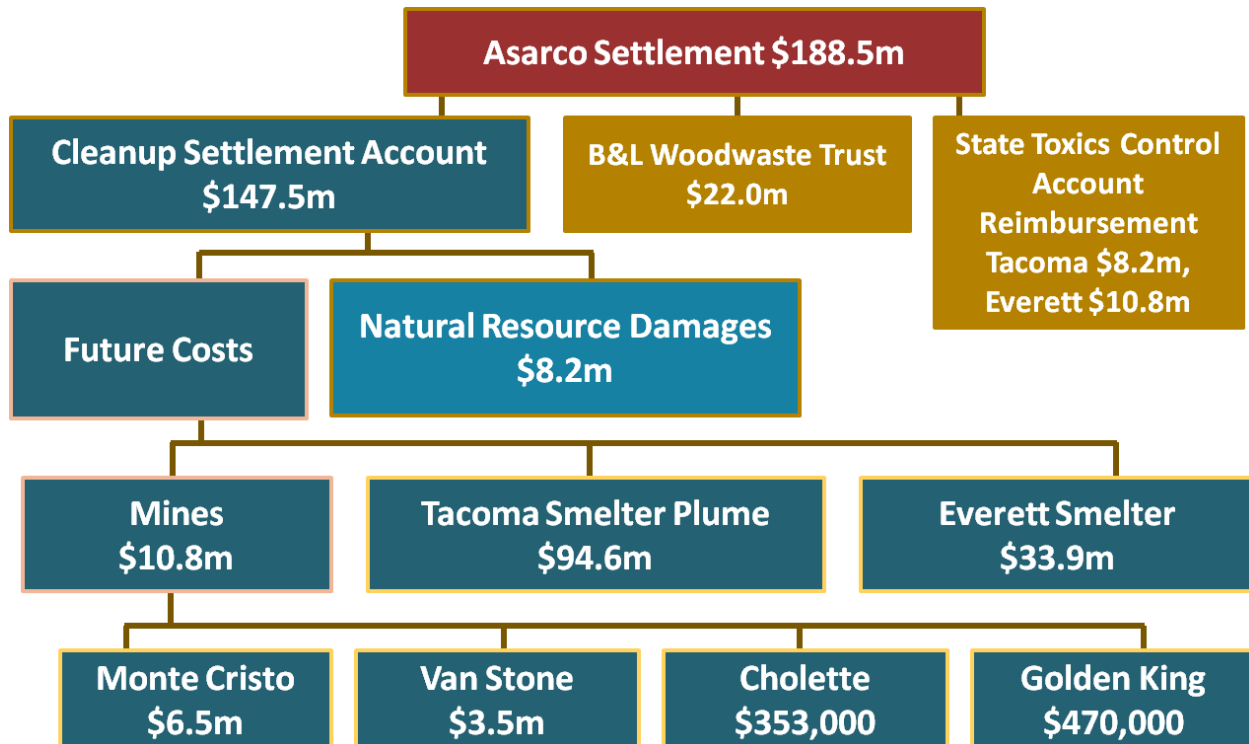 Asarco Settlement $188.5m
Cleanup Settlement Account
$147.5m
B&L Woodwaste Trust
$22.0m
State Toxics Control
Account
Reimbursement
Tacoma $8.2m,
Everett $10.8m
Future Costs
Natural Resource Damages
$8.2m
Mines
$10.8m
Tacoma Smelter Plume
$94.6m
Everett Smelter
$33.9m
Monte Cristo
$6.5m
Van Stone
$3.5m
Cholette
$353,000
Golden King
$470,000